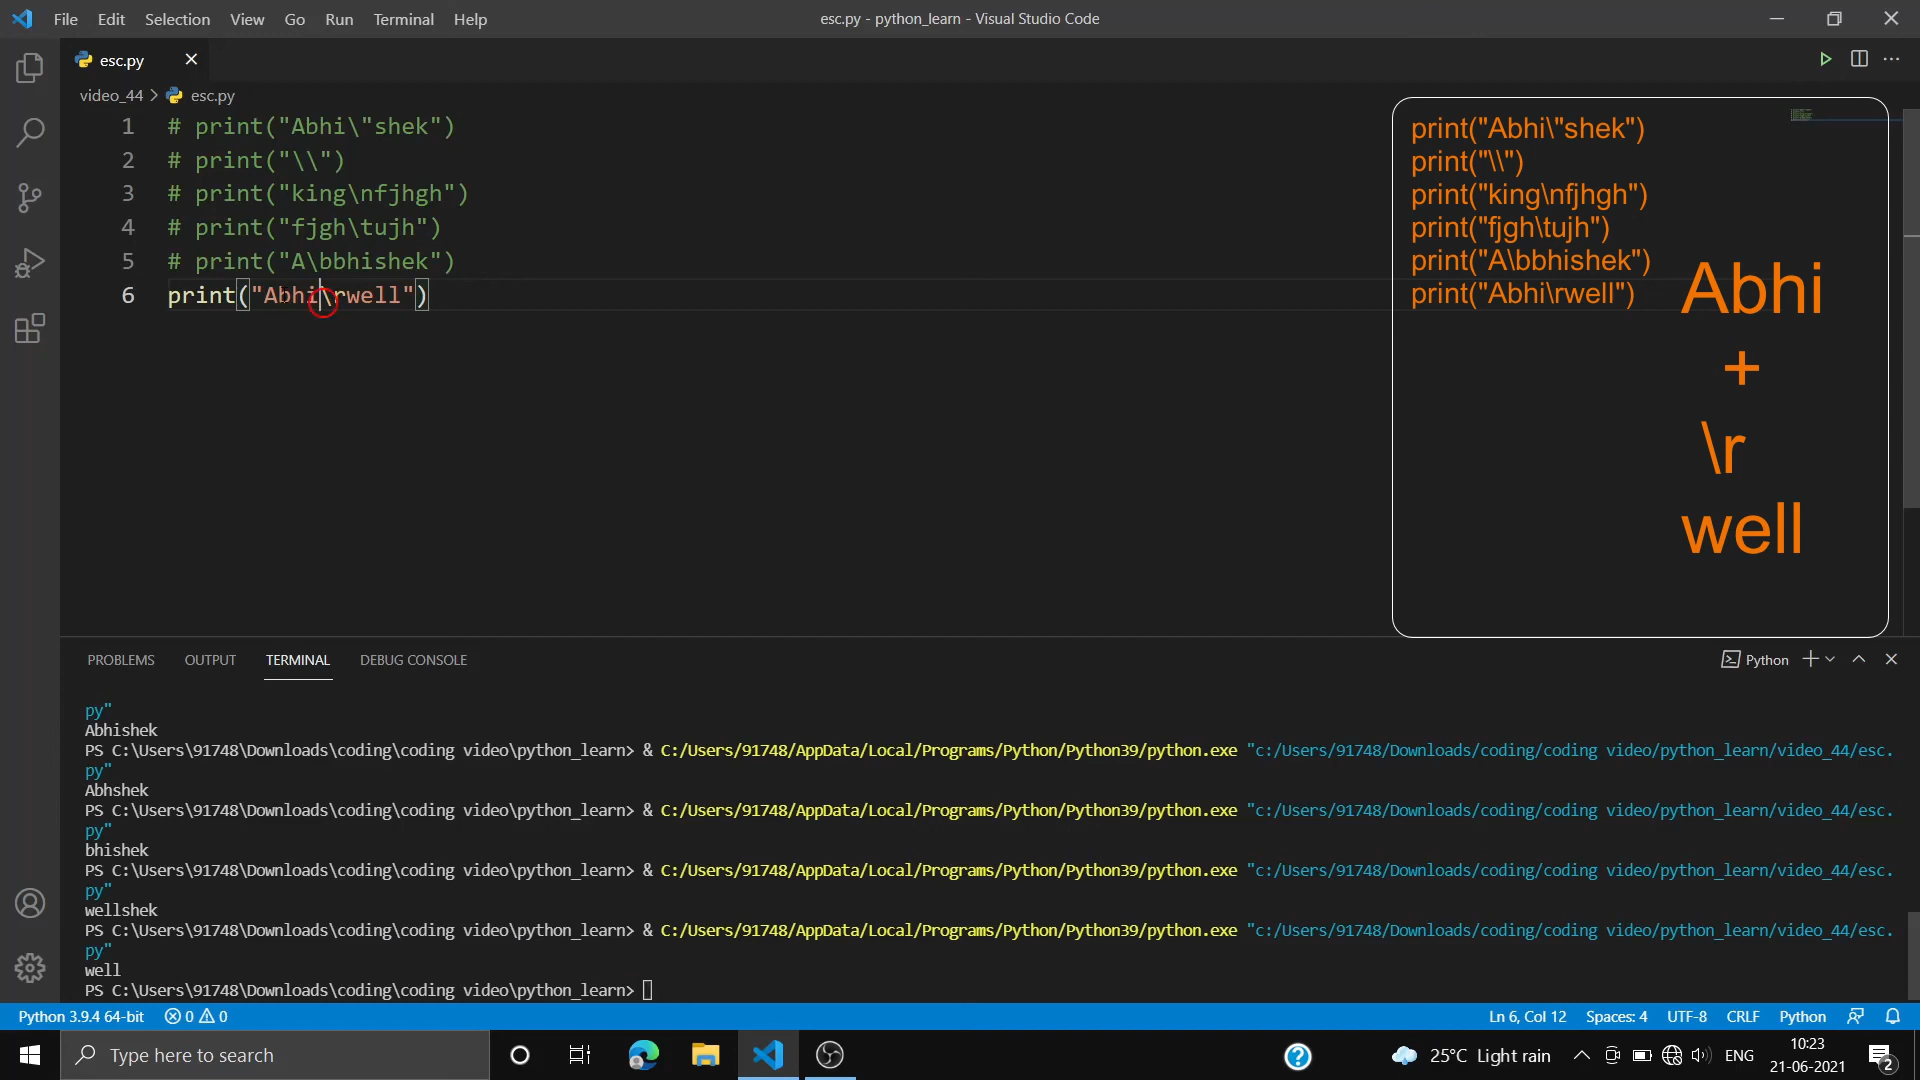 File Edit Selection View Go Run Terminal Help
esc.py - python_learn - Visual Studio Code
esc.py
video_44 > esc.py
1 # print("Abhi\"shek")
2 # print("\\")
3 # print("king\nfjhgh")
4 # print("fjgh\tujh")
5 # print("A\bbhishek")
6 print("Abhi\rwell")
print("Abhi\"shek")
print("\\")
print("king\nfjhgh")
print("fjgh\tujh")
print("A\bbhishek")
print("Abhi\rwell")
Abhi
+
\r
well
PROBLEMS OUTPUT TERMINAL DEBUG CONSOLE
Python
py"
Abhishek
PS C:\Users\91748\Downloads\coding\coding video\python_learn> & C:/Users/91748/AppData/Local/Programs/Python/Python39/python.exe "c:/Users/91748/Downloads/coding/coding video/python_learn/video_44/esc.
py"
Abhshek
PS C:\Users\91748\Downloads\coding\coding video\python_learn> & C:/Users/91748/AppData/Local/Programs/Python/Python39/python.exe "c:/Users/91748/Downloads/coding/coding video/python_learn/video_44/esc.
py"
bhishek
PS C:\Users\91748\Downloads\coding\coding video\python_learn> & C:/Users/91748/AppData/Local/Programs/Python/Python39/python.exe "c:/Users/91748/Downloads/coding/coding video/python_learn/video_44/esc.
py"
wellshek
PS C:\Users\91748\Downloads\coding\coding video\python_learn> & C:/Users/91748/AppData/Local/Programs/Python/Python39/python.exe "c:/Users/91748/Downloads/coding/coding video/python_learn/video_44/esc.
py"
well
PS C:\Users\91748\Downloads\coding\coding video\python_learn>
Python 3.9.4 64-bit 0 0
Ln 6, Col 12 Spaces: 4 UTF-8 CRLF Python
Type here to search
25°C Light rain
ENG
10:23
21-06-2021
2